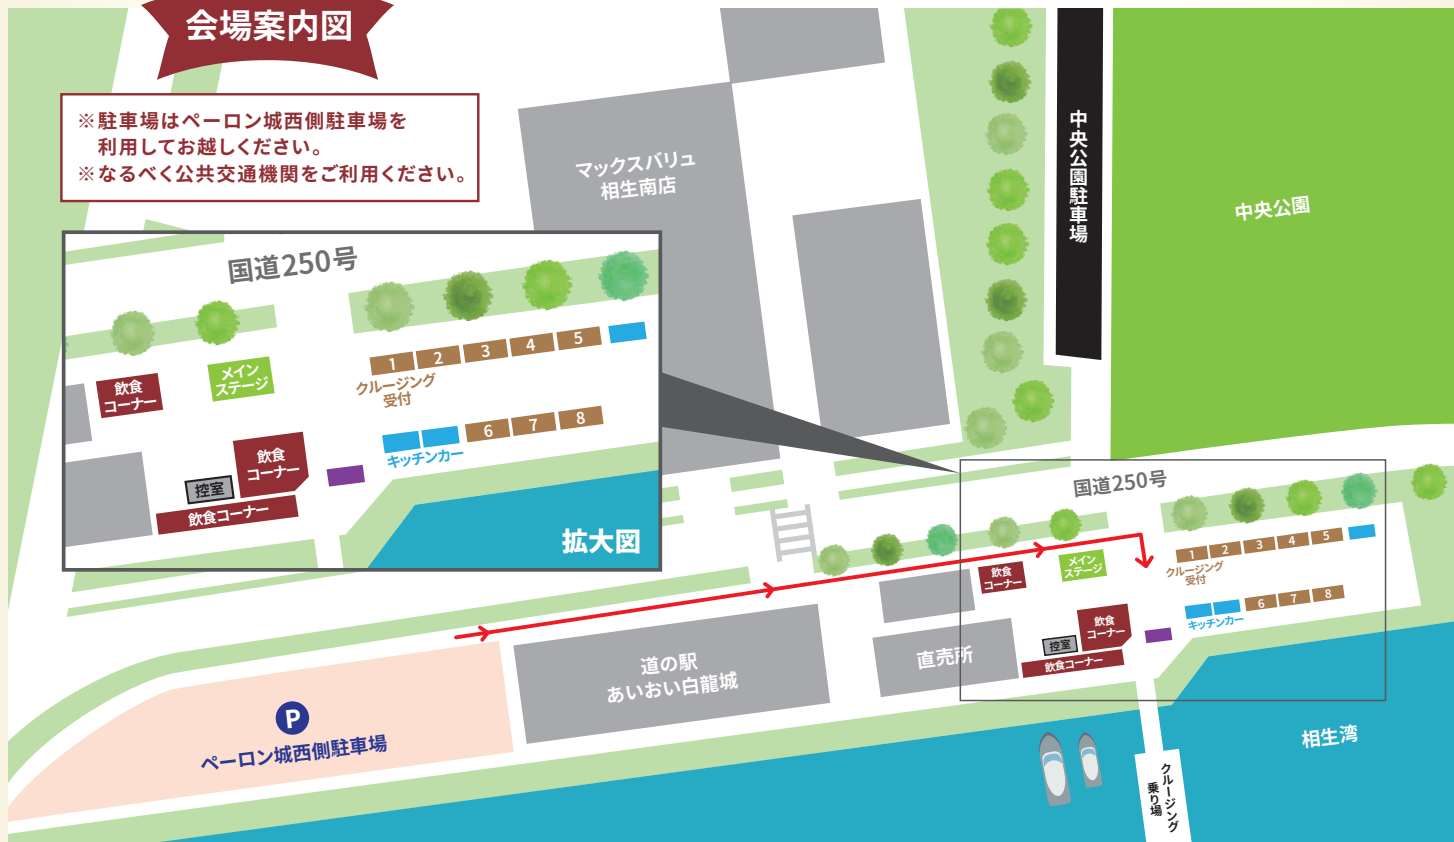 会場案内図
※駐車場はペーロン城西側駐車場を
利用してお越しください。
※なるべく公共交通機関をご利用ください。
国道250号
1 2 3 4 5
飲食
コーナー
メイン
ステージ
クルージング
受付
6 7 8
キッチンカー
飲食
コーナー
控室
飲食コーナー
拡大図
マックスバリュ
相生南店
中央公園駐車場
中央公園
国道250号
1 2 3 4 5
飲食
コーナー
メイン
ステージ
クルージング
受付
6 7 8
キッチンカー
飲食
コーナー
控室
飲食コーナー
直売所
道の駅
あいおい白龍城
P
ペーロン城西側駐車場
相生湾
クルージング
乗り場